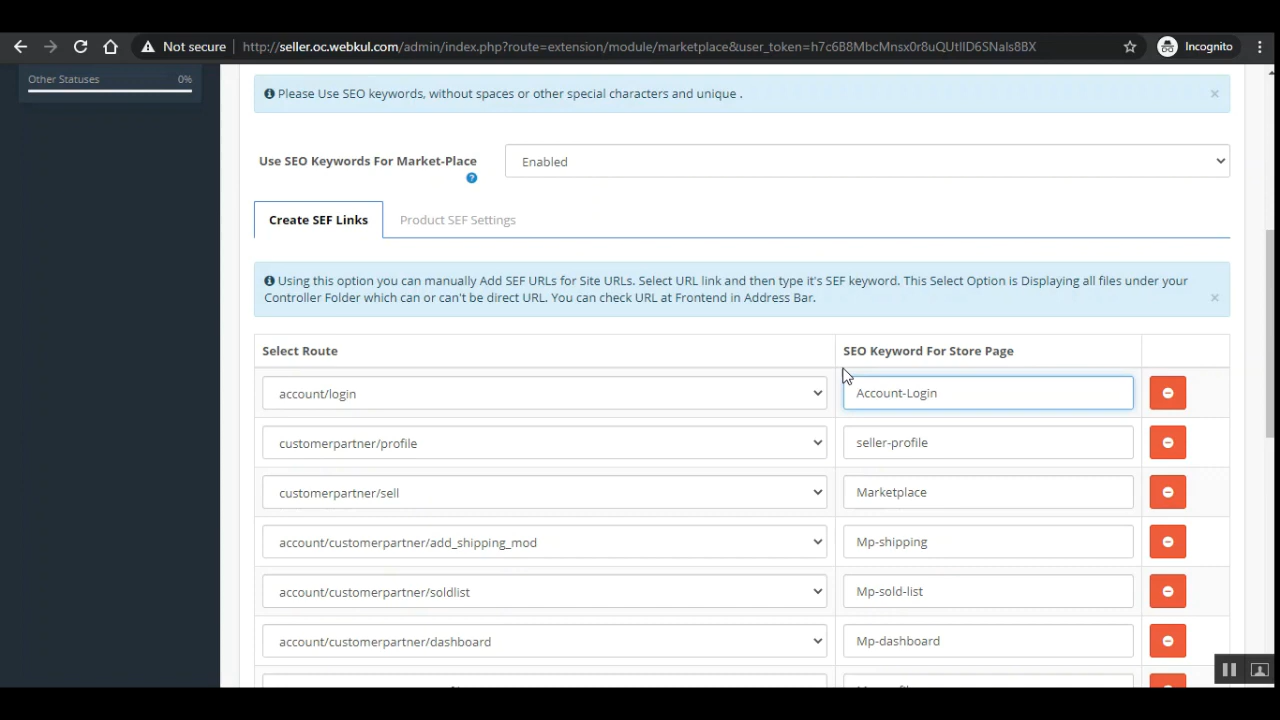 Not secure
http://seller.oc.webkul.com/admin/index.php?route=extension/module/marketplace&user_token=h7c6B8MbcMnsx0r8uQUtlID6SNals8BX
Incognito
Other Statuses 0%
Please Use SEO keywords, without spaces or other special characters and unique . ×
Use SEO Keywords For Market-Place
Enabled
Create SEF Links
Product SEF Settings
Using this option you can manually Add SEF URLs for Site URLs. Select URL link and then type it's SEF keyword. This Select Option is Displaying all files under your
Controller Folder which can or can't be direct URL. You can check URL at Frontend in Address Bar. ×
Select Route
SEO Keyword For Store Page
account/login
Account-Login
customerpartner/profile
seller-profile
customerpartner/sell
Marketplace
account/customerpartner/add_shipping_mod
Mp-shipping
account/customerpartner/soldlist
Mp-sold-list
account/customerpartner/dashboard
Mp-dashboard